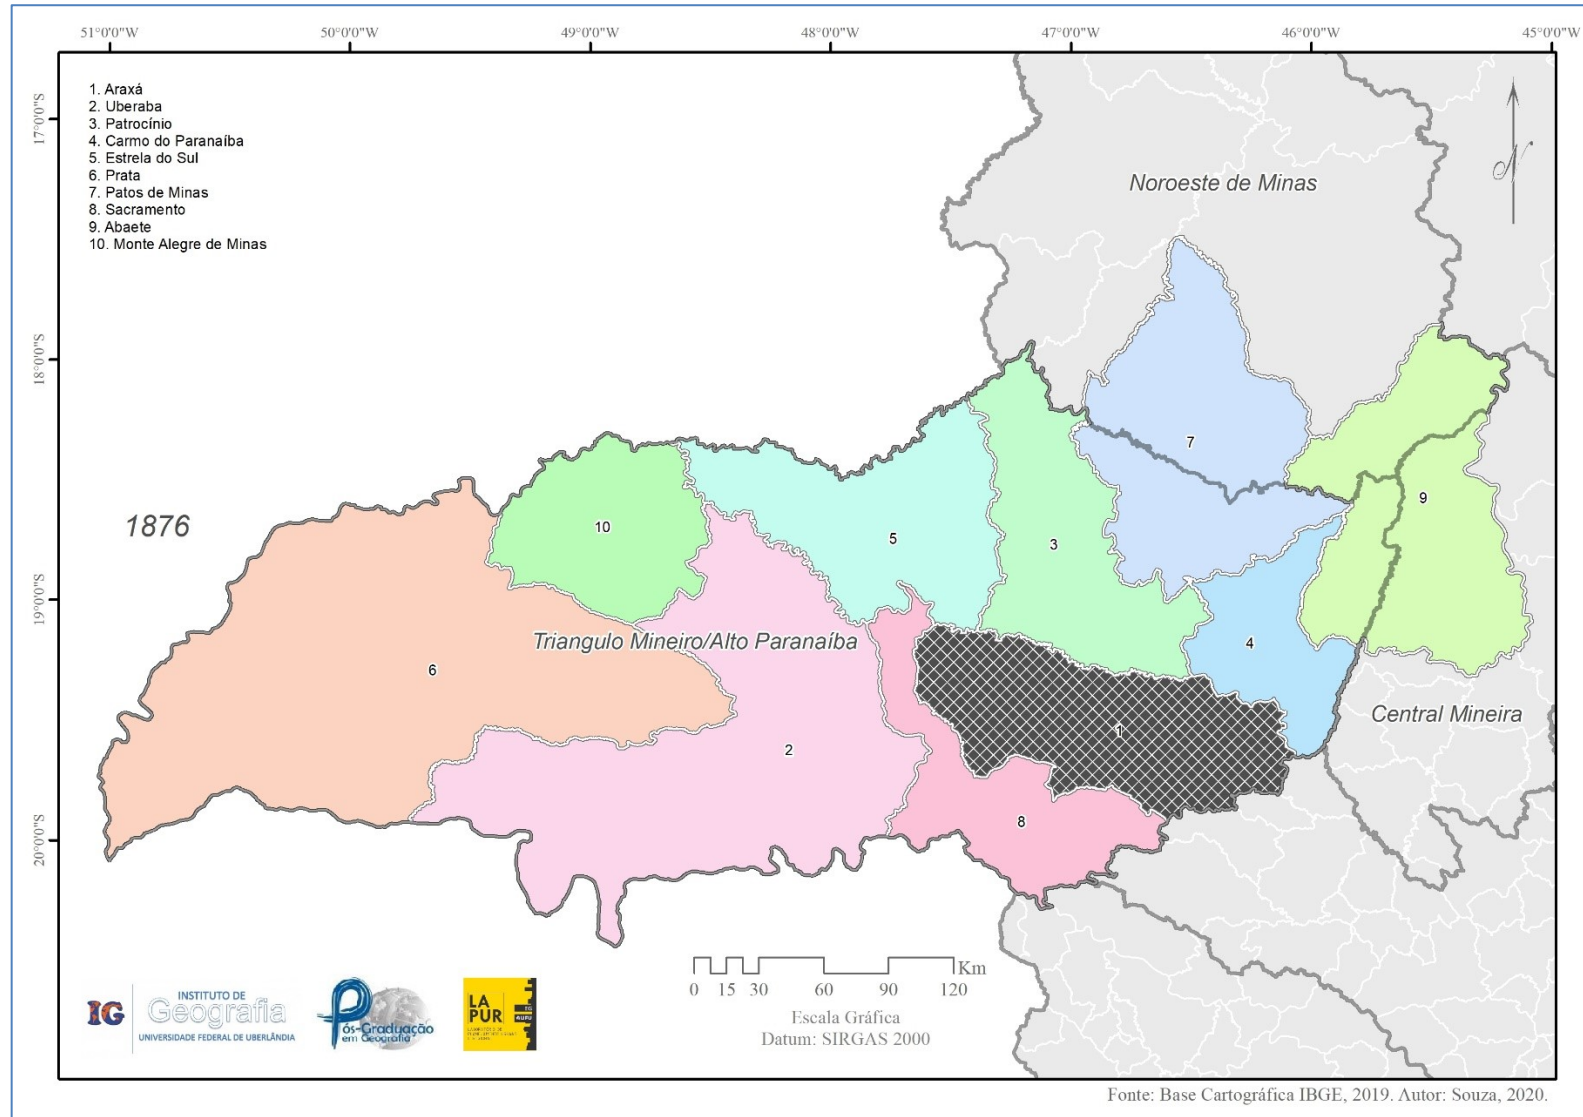 51°0'0"W 50°0'0"W 49°0'0"W 48°0'0"W 47°0'0"W 46°0'0"W 45°0'0"W
17°0'0"S
18°0'0"S
19°0'0"S
20°0'0"S
1. Araxá
2. Uberaba
3. Patrocínio
4. Carmo do Paranaíba
5. Estrela do Sul
6. Prata
7. Patos de Minas
8. Sacramento
9. Abaete
10. Monte Alegre de Minas
N
Noroeste de Minas
7
9
1876
10
5
3
Triangulo Mineiro/Alto Paranaíba
4
6
Central Mineira
1
2
8
IG
INSTITUTO DE
Geografia
UNIVERSIDADE FEDERAL DE UBERLÂNDIA
Pós-Graduação
em Geografia
LA
PUR
IG
UFU
Km
0 15 30 60 90 120
Escala Gráfica
Datum: SIRGAS 2000
Fonte: Base Cartográfica IBGE, 2019. Autor: Souza, 2020.